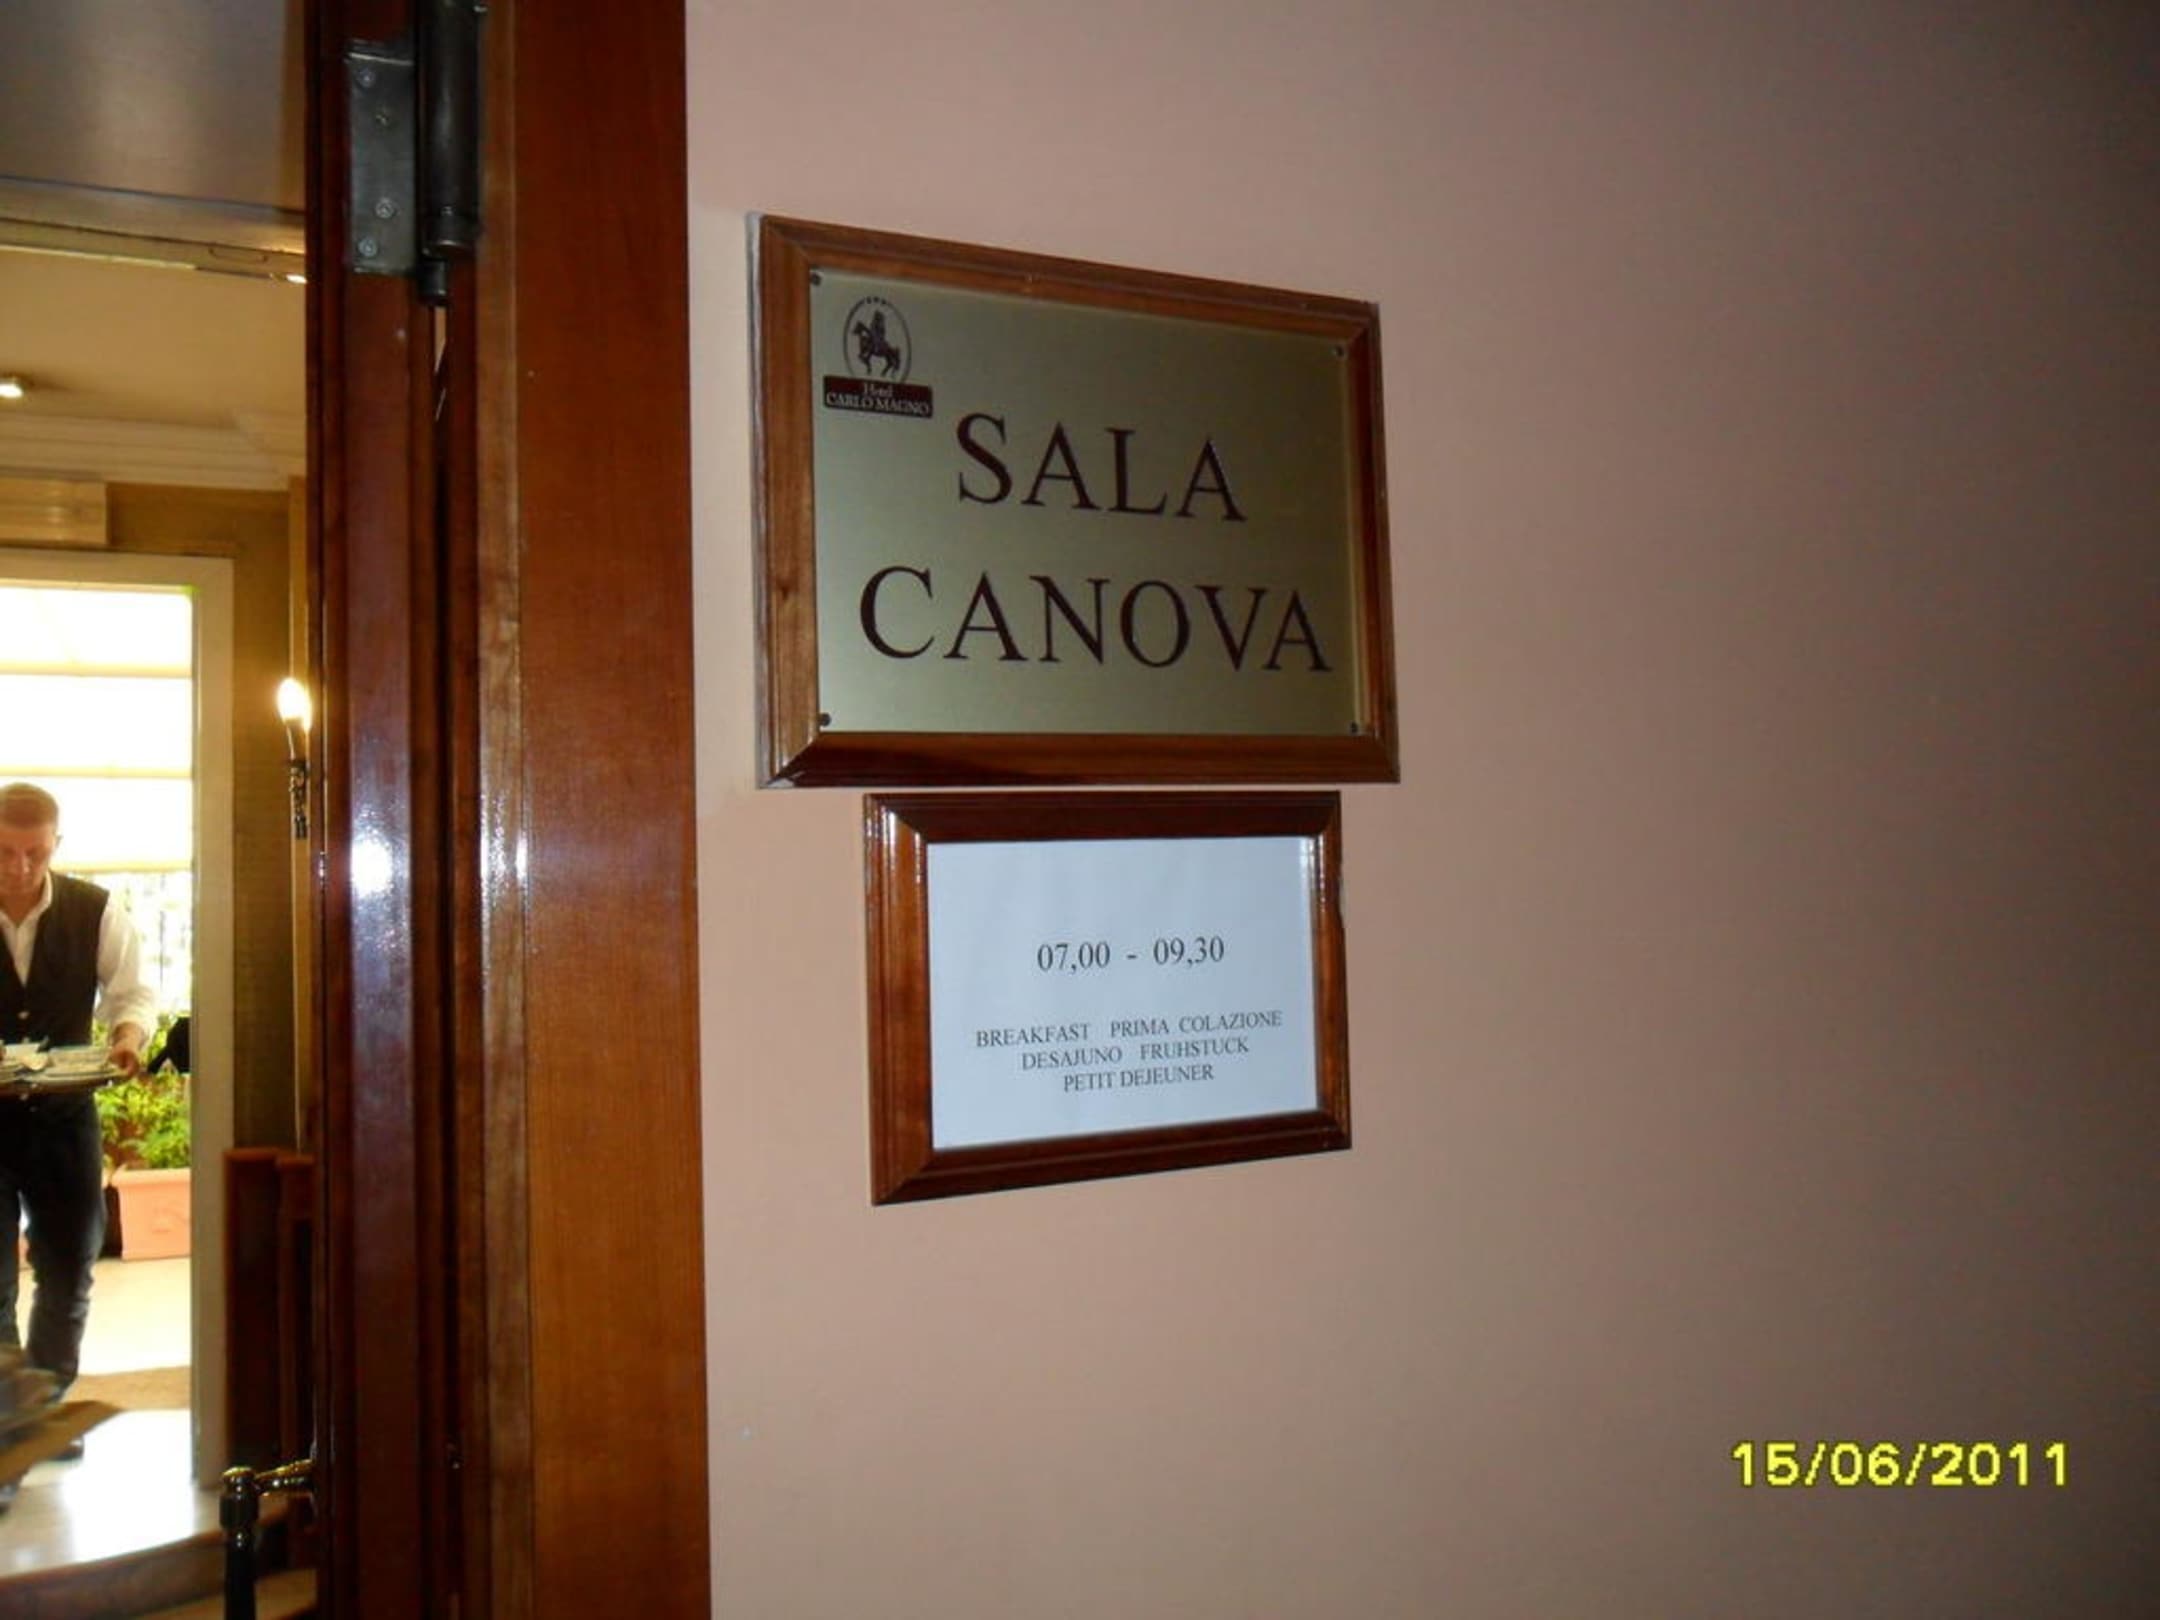 Hotel
CARLO MAGNO
SALA
CANOVA
07,00 - 09,30
BREAKFAST PRIMA COLAZIONE
DESAJUNO FRUHSTUCK
PETIT DEJEUNER
15/06/2011